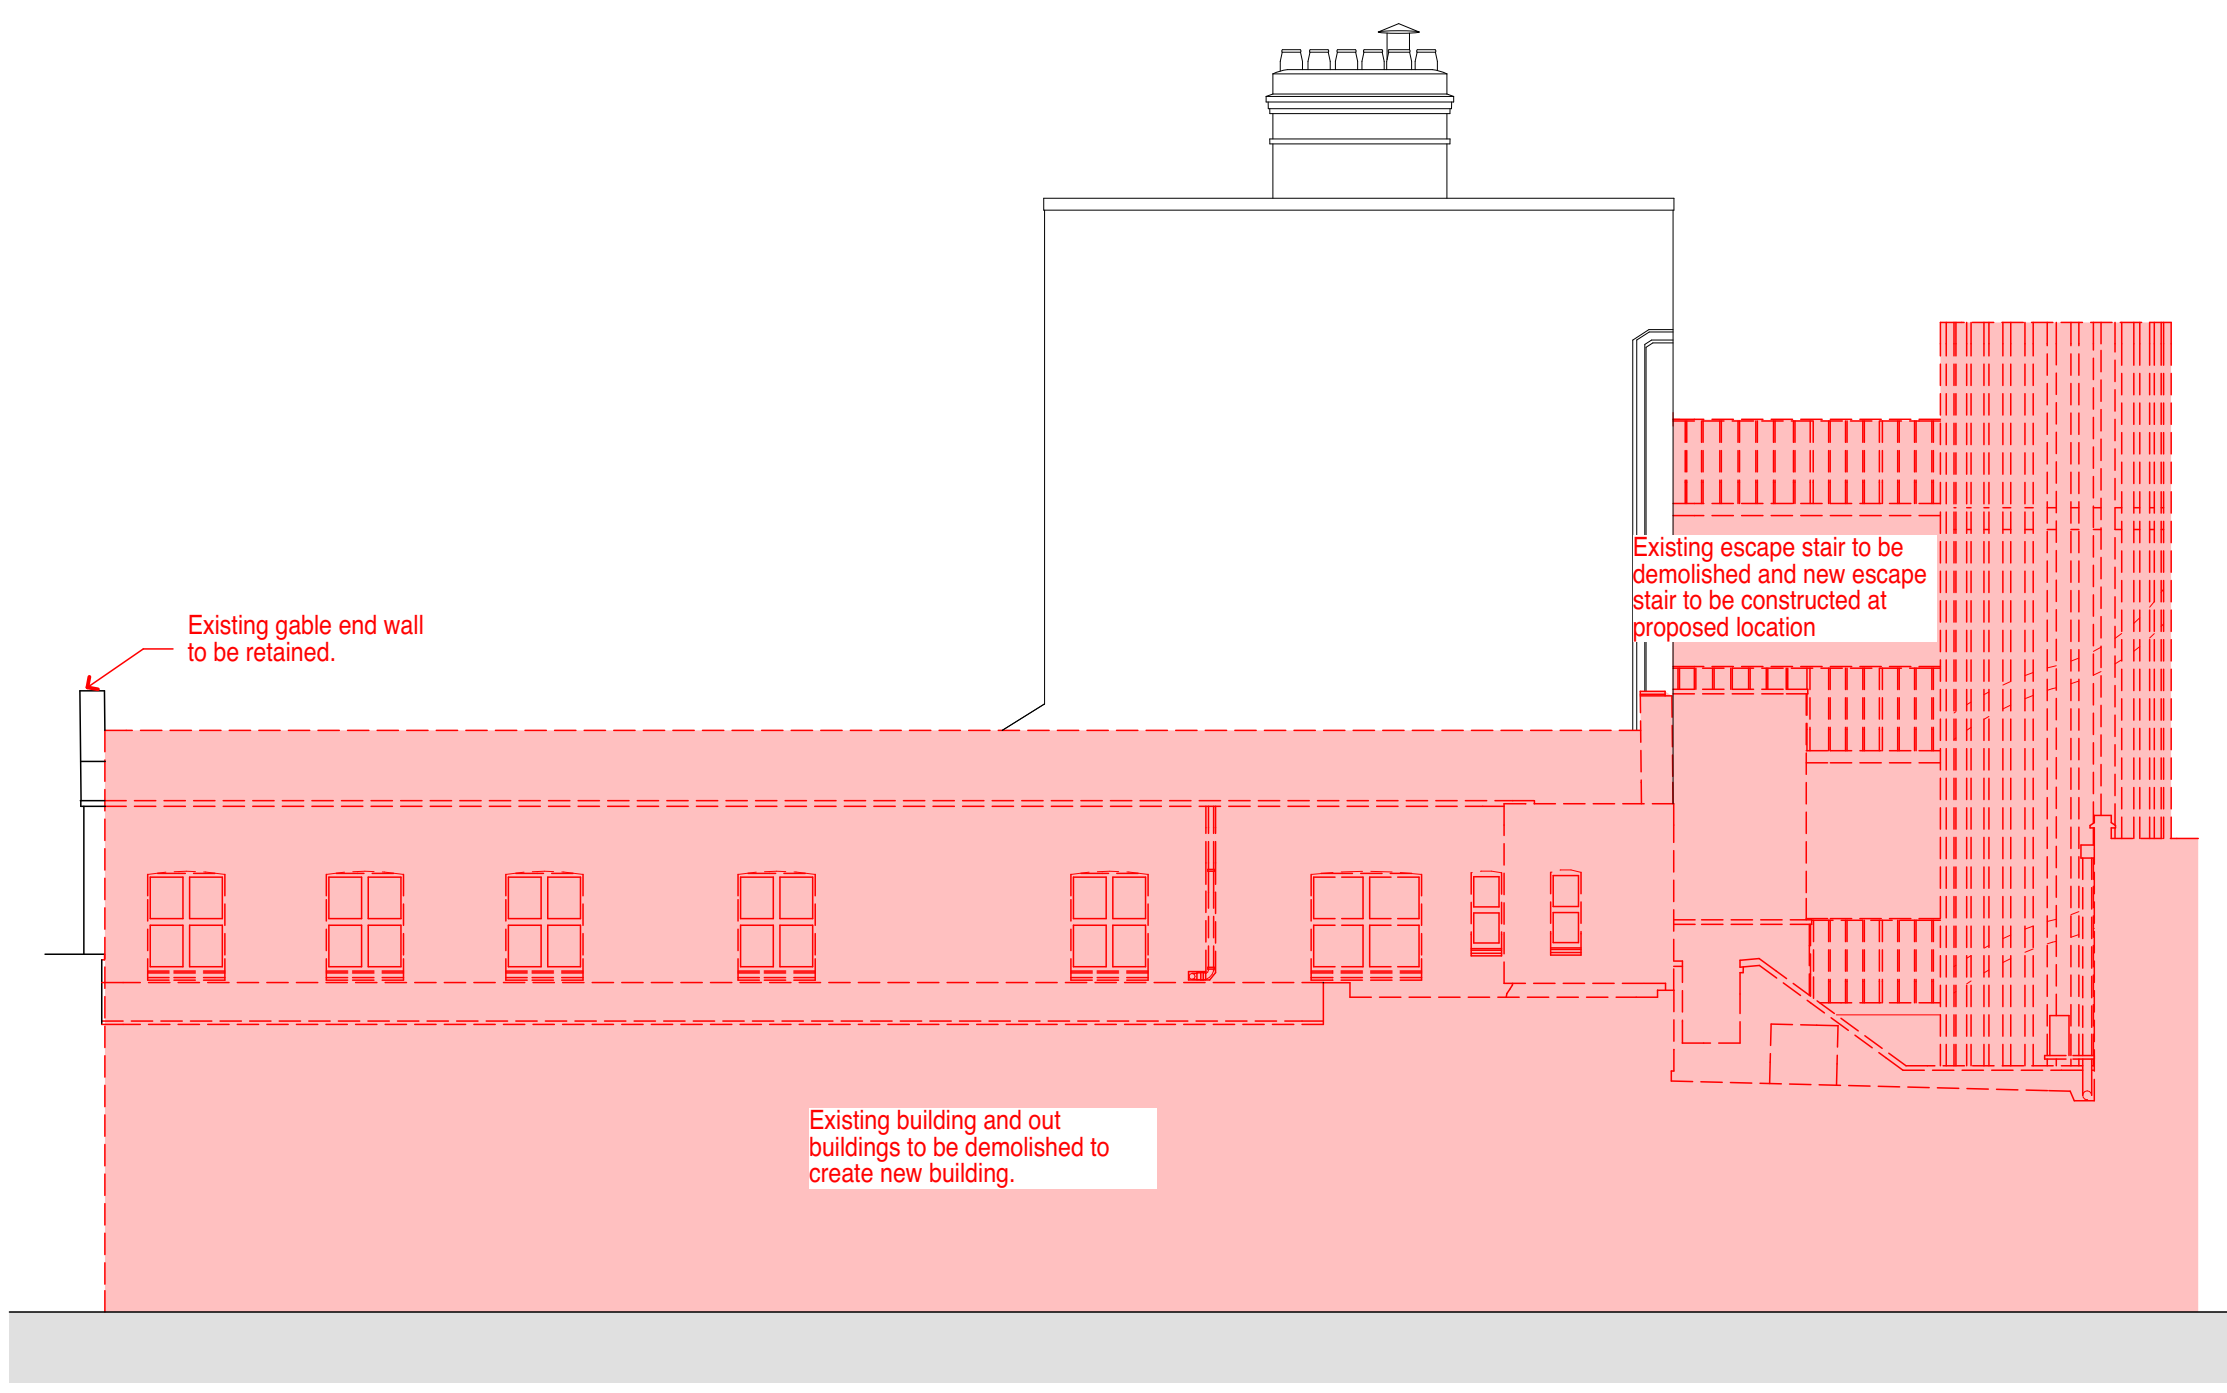 Existing escape stair to be
demolished and new escape
stair to be constructed at
proposed location
Existing gable end wall
to be retained.
Existing building and out
buildings to be demolished to
create new building.